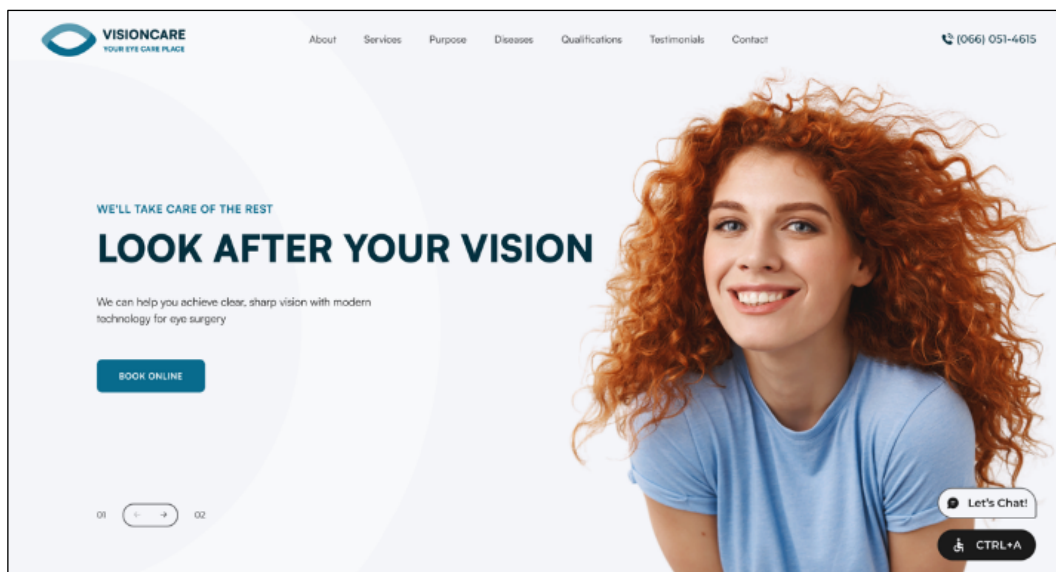 VISIONCARE
YOUR EYE CARE PLACE
About Services Purpose Diseases Qualifications Testimonials Contact
(066) 051-4615
WE'LL TAKE CARE OF THE REST
LOOK AFTER YOUR VISION
We can help you achieve clear, sharp vision with modern
technology for eye surgery
BOOK ONLINE
01 ← → 02
Let's Chat!
CTRL+A